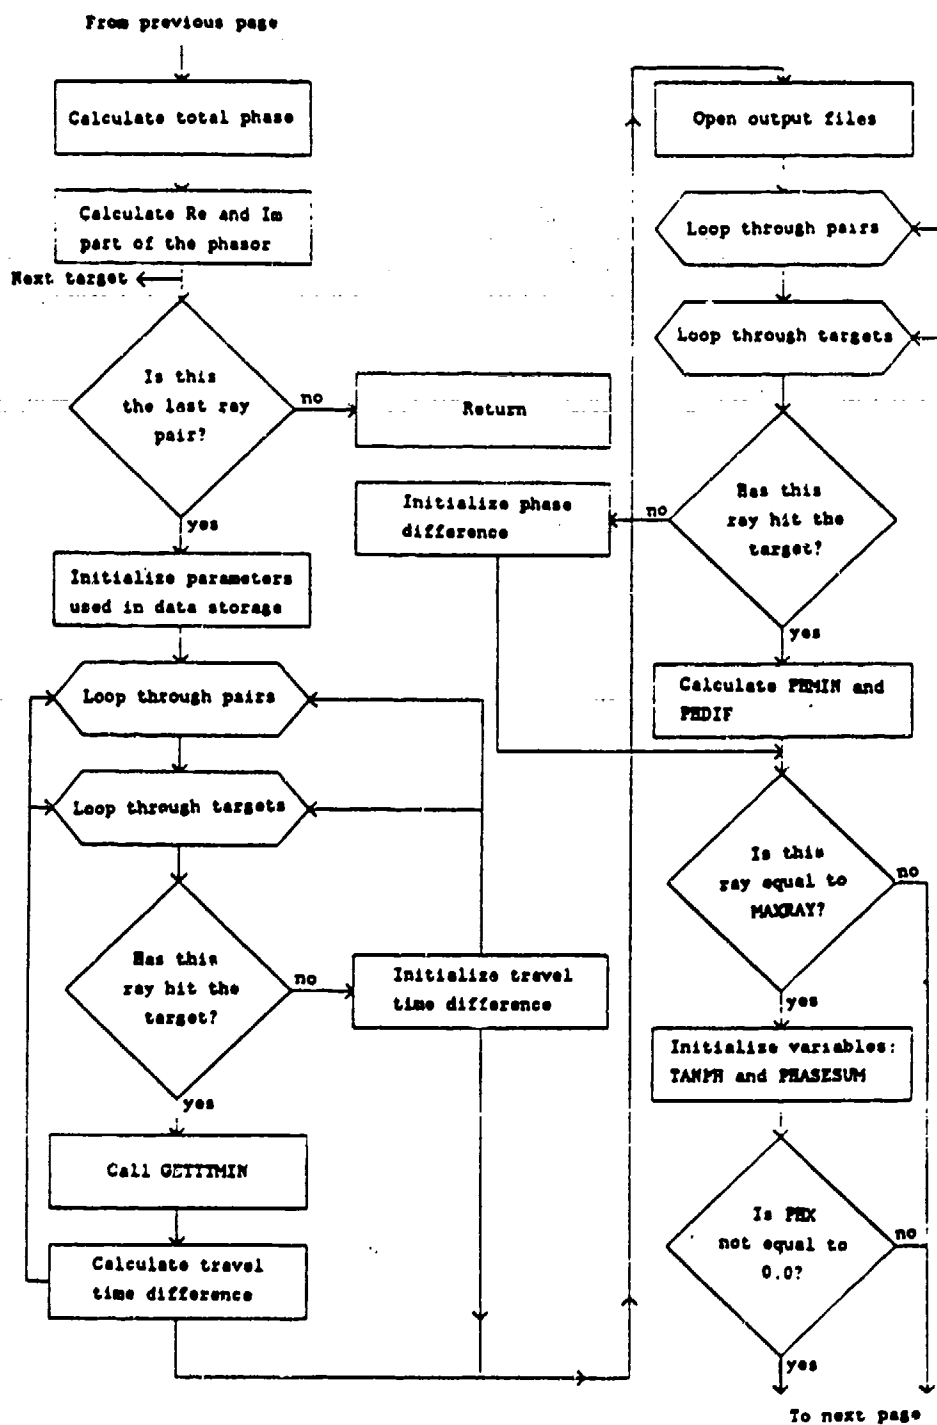 From previous page
Calculate total phase
Calculate Re and Im
part of the phasor
Next target
Is this
the last ray
pair?
no
Return
yes
Initialize parameters
used in data storage
Loop through pairs
Loop through targets
Has this
ray hit the
target?
no
Initialize travel
time difference
yes
Call GETTTMIN
Calculate travel
time difference
Open output files
Loop through pairs
Loop through targets
Has this
ray hit the
target?
no
Initialize phase
difference
yes
Calculate PHMIN and
PHDIF
Is this
ray equal to
MAXRAY?
no
yes
Initialize variables:
TANPH and PHASESUM
Is PHX
not equal to
0.0?
no
yes
To next page